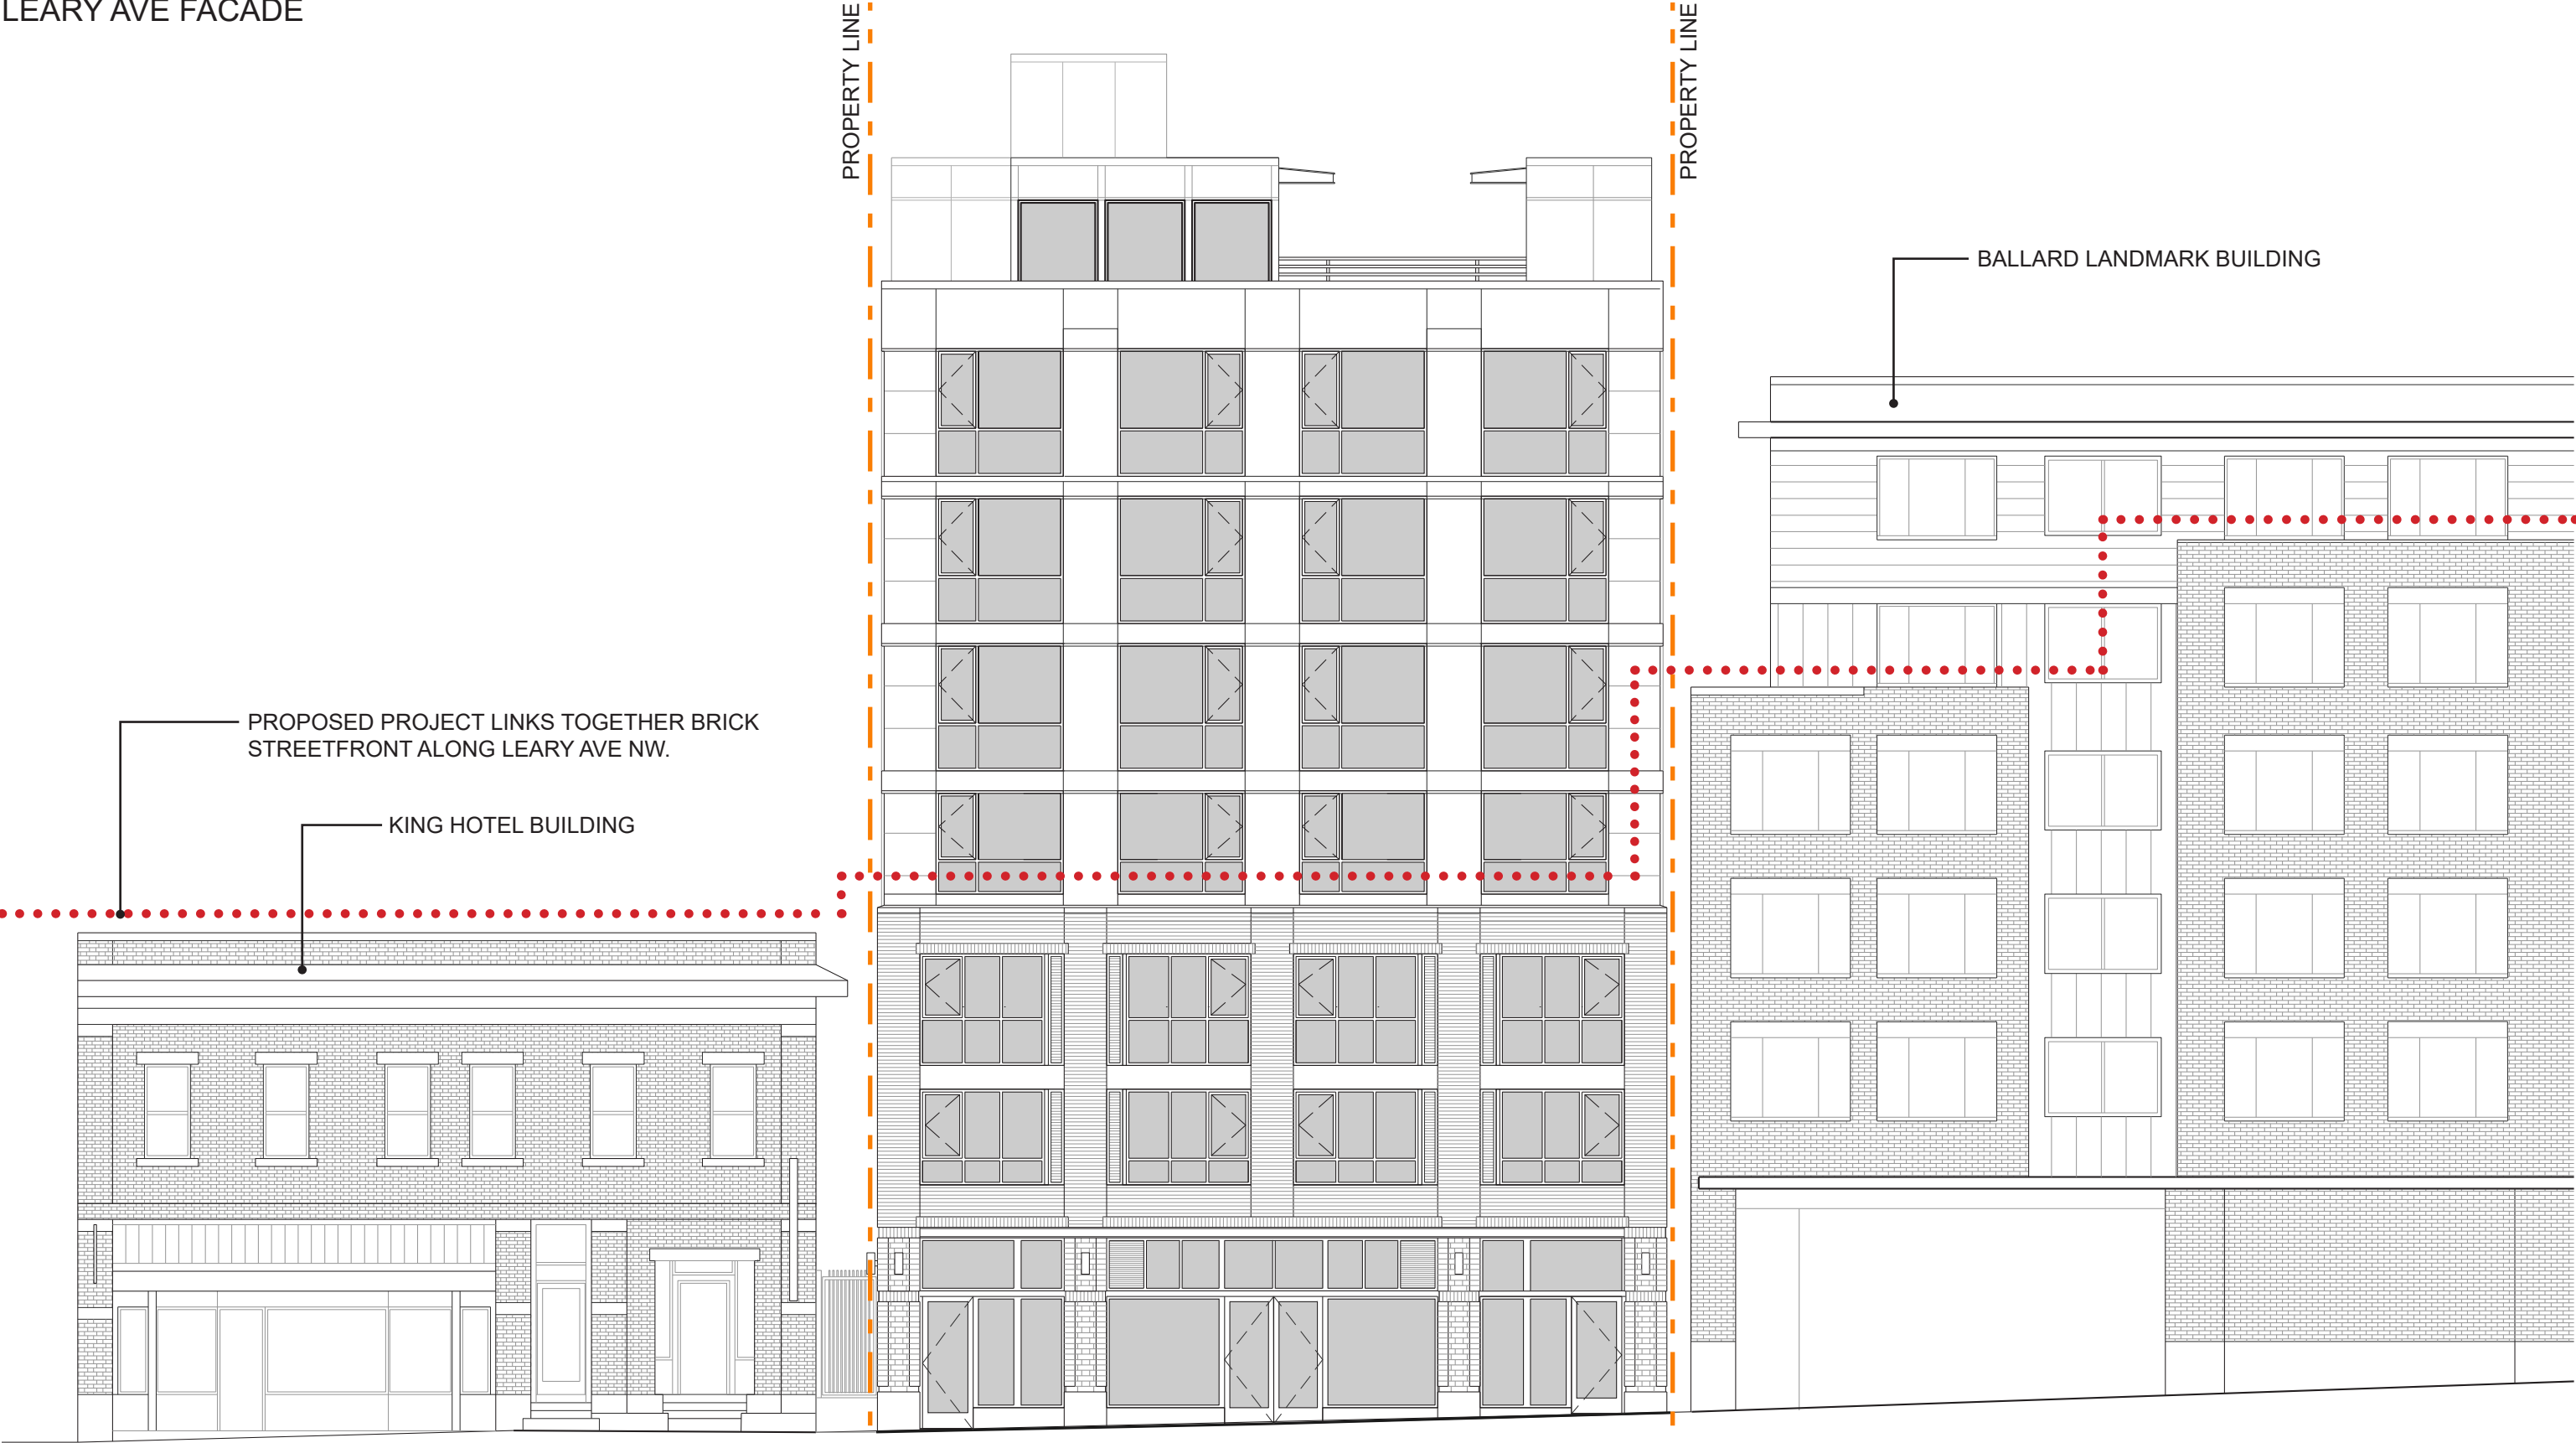 LEARY AVE FACADE
PROPERTY LINE
PROPERTY LINE
BALLARD LANDMARK BUILDING
PROPOSED PROJECT LINKS TOGETHER BRICK
STREETFRONT ALONG LEARY AVE NW.
KING HOTEL BUILDING